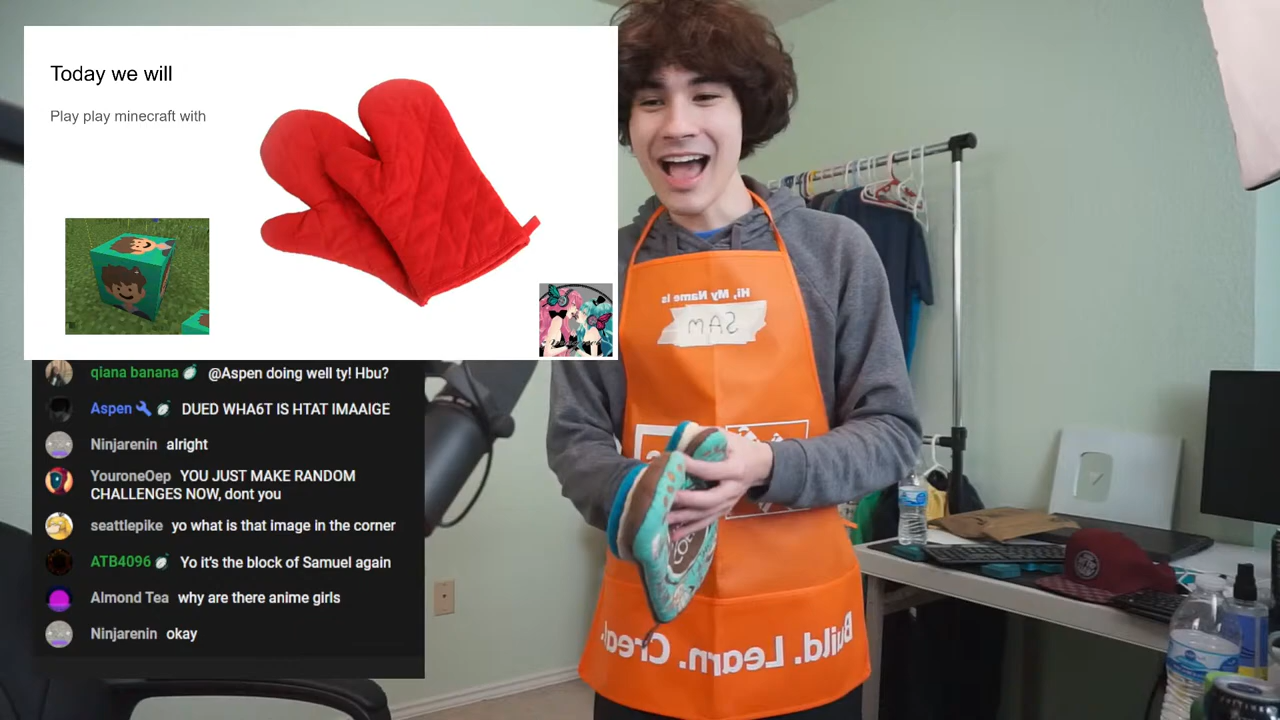 Today we will
Play play minecraft with
qiana banana @Aspen doing well ty! Hbu?
Aspen DUED WHA6T IS HTAT IMAAIGE
Ninjarenin alright
YouroneOep YOU JUST MAKE RANDOM
CHALLENGES NOW, dont you
seattlepike yo what is that image in the corner
ATB4096 Yo it's the block of Samuel again
Almond Tea why are there anime girls
Ninjarenin okay
Hi, My Name is
SAM
Build. Learn. Crea